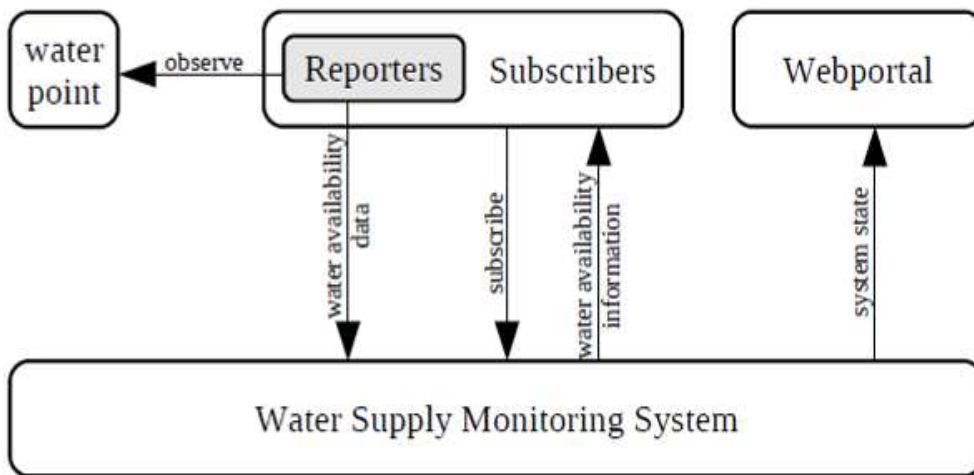 water
point
observe
Reporters
Subscribers
Webportal
water availability
data
subscribe
water availability
information
system state
Water Supply Monitoring System